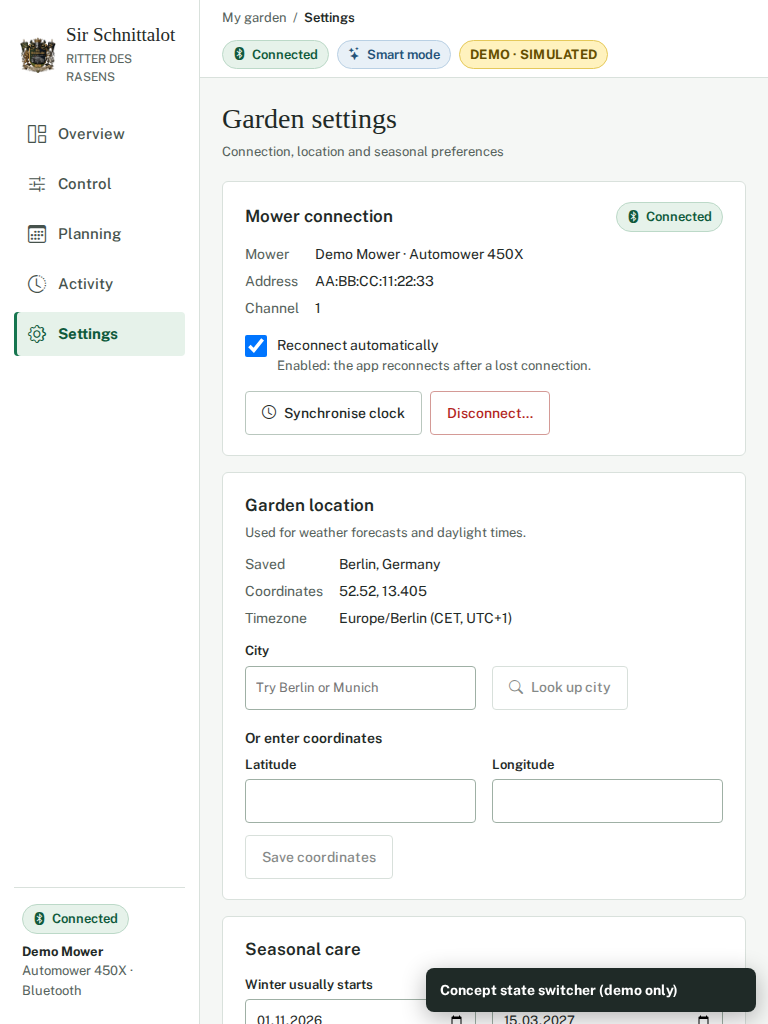 Sir Schnittalot
RITTER DES
RASENS
Overview
Control
Planning
Activity
Settings
Connected
Demo Mower
Automower 450X ·
Bluetooth
My garden / Settings
Connected
Smart mode
DEMO · SIMULATED
Garden settings
Connection, location and seasonal preferences
Mower connection
Connected
Mower Demo Mower · Automower 450X
Address AA:BB:CC:11:22:33
Channel 1
Reconnect automatically
Enabled: the app reconnects after a lost connection.
Synchronise clock
Disconnect...
Garden location
Used for weather forecasts and daylight times.
Saved Berlin, Germany
Coordinates 52.52, 13.405
Timezone Europe/Berlin (CET, UTC+1)
City
Try Berlin or Munich
Look up city
Or enter coordinates
Latitude Longitude
Save coordinates
Seasonal care
Winter usually starts
01.11.2026 15.03.2027
Concept state switcher (demo only)